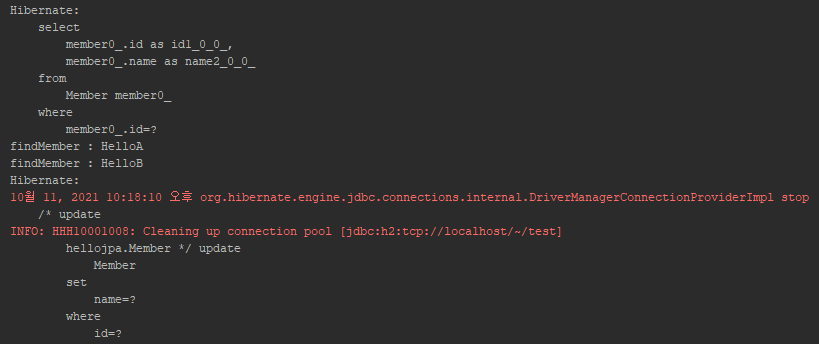 Hibernate:
    select
        member0_.id as id1_0_0_,
        member0_.name as name2_0_0_
    from
        Member member0_
    where
        member0_.id=?
findMember : HelloA
findMember : HelloB
Hibernate:
10월 11, 2021 10:18:10 오후 org.hibernate.engine.jdbc.connections.internal.DriverManagerConnectionProviderImpl stop
    /* update
INFO: HHH10001008: Cleaning up connection pool [jdbc:h2:tcp://localhost/~/test]
        hellojpa.Member */ update
            Member
        set
            name=?
        where
            id=?